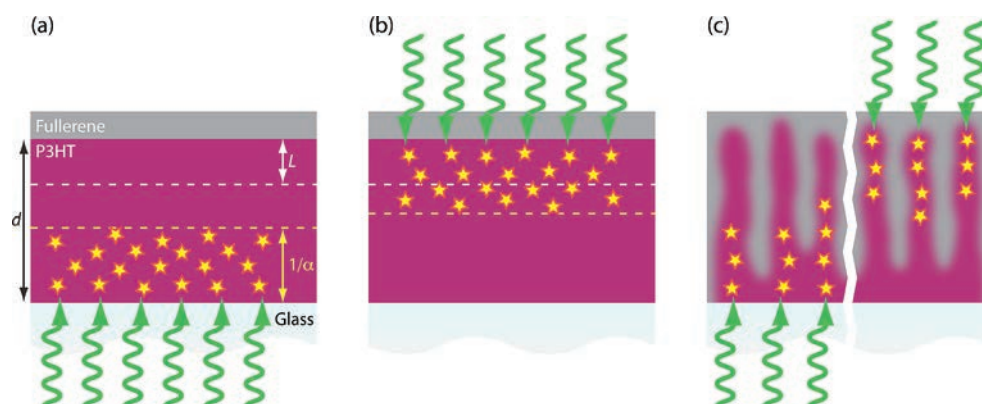 (a)
(b)
(c)
Fullerene
P3HT
L
d
1/α
Glass